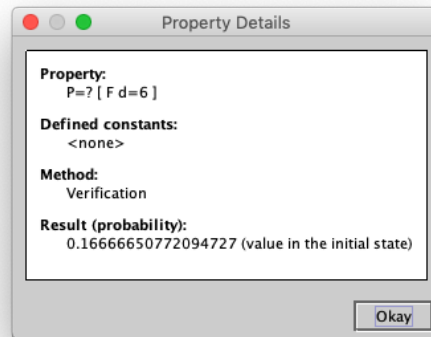 Property Details
Property:
P=? [ F d=6 ]
Defined constants:
<none>
Method:
Verification
Result (probability):
0.16666650772094727 (value in the initial state)
Okay